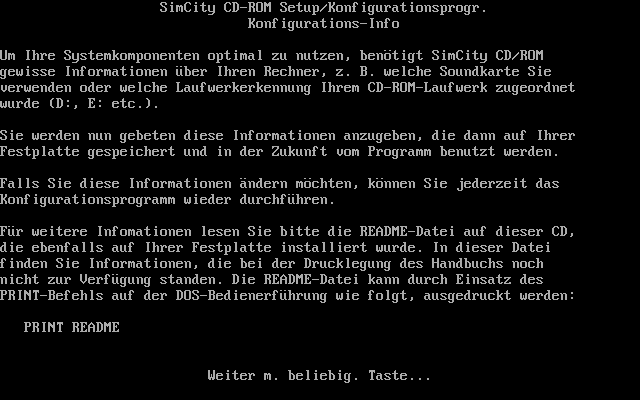 SimCity CD-ROM Setup/Konfigurationsprogr.
Konfigurations-Info
Um Ihre Systemkomponenten optimal zu nutzen, benötigt SimCity CD/ROM
gewisse Informationen über Ihren Rechner, z. B. welche Soundkarte Sie
verwenden oder welche Laufwerkerkennung Ihrem CD-ROM-Laufwerk zugeordnet
wurde (D:, E: etc.).
Sie werden nun gebeten diese Informationen anzugeben, die dann auf Ihrer
Festplatte gespeichert und in der Zukunft vom Programm benutzt werden.
Falls Sie diese Informationen ändern möchten, können Sie jederzeit das
Konfigurationsprogramm wieder durchführen.
Für weitere Infomationen lesen Sie bitte die README-Datei auf dieser CD,
die ebenfalls auf Ihrer Festplatte installiert wurde. In dieser Datei
finden Sie Informationen, die bei der Drucklegung des Handbuchs noch
nicht zur Verfügung standen. Die README-Datei kann durch Einsatz des
PRINT-Befehls auf der DOS-Bedienerführung wie folgt, ausgedruckt werden:
PRINT README
Weiter m. beliebig. Taste...